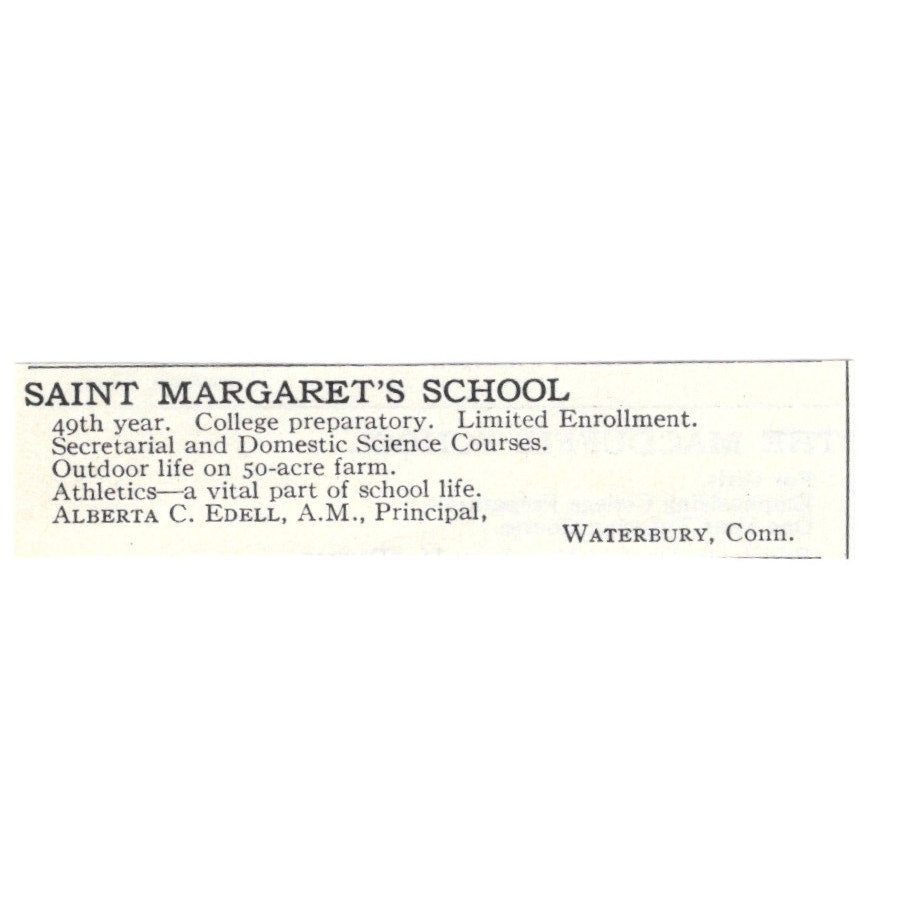 SAINT MARGARET'S SCHOOL
49th year. College preparatory. Limited Enrollment.
Secretarial and Domestic Science Courses.
Outdoor life on 50-acre farm.
Athletics—a vital part of school life.
ALBERTA C. EDELL, A.M., Principal,
WATERBURY, Conn.